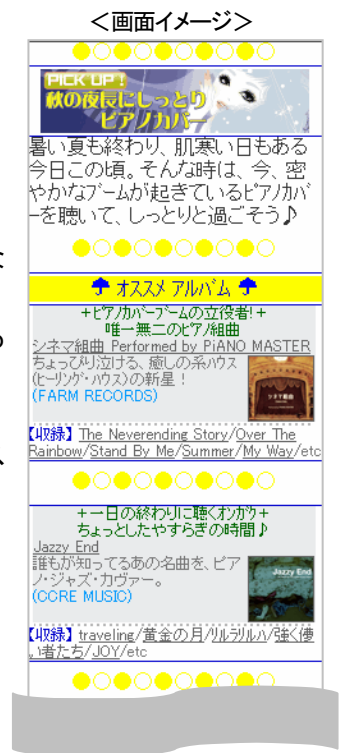 ＜画面イメージ＞
PICK UP！
秋の夜長にしっとり
ピアノカバー
暑い夏も終わり、肌寒い日もある
今日この頃。そんな時は、今、密
やかなブームが起きているピアノカバ
ーを聴いて、しっとりと過ごそう♪
オススメ アルバム
+ピアノカバーブームの立役者!+
唯一無二のピアノ組曲
シネマ組曲 Performed by PiANO MASTER
ちょっぴり泣ける、癒しの系ハウス
(ヒーリング・ハウス)の新星！
(FARM RECORDS)
【収録】 The Neverending Story/Over The
Rainbow/Stand By Me/Summer/My Way/etc
+一日の終わりに聴くオンガク+
ちょっとしたやすらぎの時間♪
Jazzy End
誰もが知ってるあの名曲を、ピア
ノ・ジャズ・カヴァー。
(CCRE MUSIC)
Jazzy End
【収録】 traveling/黄金の月/リルラリルハ/強く儚
い者たち/JOY/etc